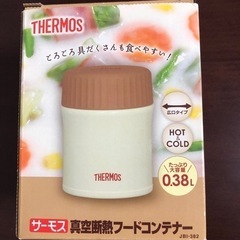 THERMOS
ごろごろ具だくさんも食べやすい!
広口タイプ
HOT
&
COLD
THERMOS
たっぷり
大容量
0.38L
サーモス 真空断熱フードコンテナー
JBI-382